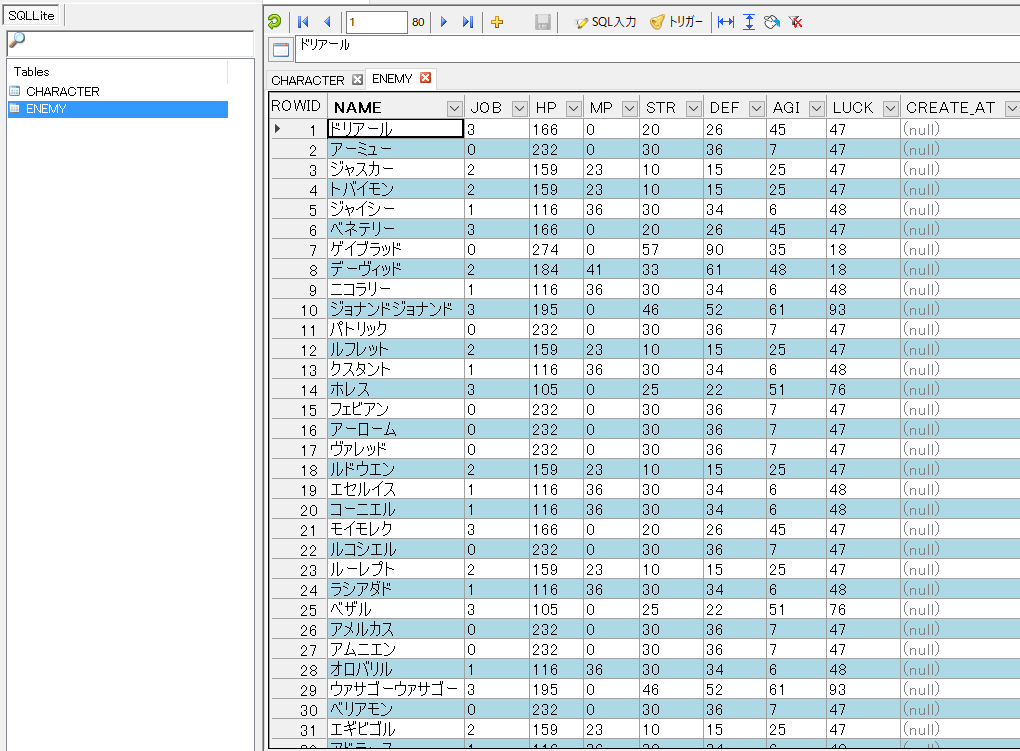 SQLLite
1 80 SQL入力 トリガー
ドリアール
Tables
CHARACTER
ENEMY
CHARACTER ENEMY
ROWID NAME JOB HP MP STR DEF AGI LUCK CREATE_AT
1 ドリアール 3 166 0 20 26 45 47 (null)
2 アーミュー 0 232 0 30 36 7 47 (null)
3 ジャスカー 2 159 23 10 15 25 47 (null)
4 トバイモン 2 159 23 10 15 25 47 (null)
5 ジャイシー 1 116 36 30 34 6 48 (null)
6 ベネテリー 3 166 0 20 26 45 47 (null)
7 ゲイブラッド 0 274 0 57 90 35 18 (null)
8 デーヴィッド 2 184 41 33 61 48 18 (null)
9 ニコラリー 1 116 36 30 34 6 48 (null)
10 ジョナンドジョナンド 3 195 0 46 52 61 93 (null)
11 パトリック 0 232 0 30 36 7 47 (null)
12 ルフレット 2 159 23 10 15 25 47 (null)
13 クスタント 1 116 36 30 34 6 48 (null)
14 ホレス 3 105 0 25 22 51 76 (null)
15 フェビアン 0 232 0 30 36 7 47 (null)
16 アーローム 0 232 0 30 36 7 47 (null)
17 ヴァレッド 0 232 0 30 36 7 47 (null)
18 ルドウエン 2 159 23 10 15 25 47 (null)
19 エセルイス 1 116 36 30 34 6 48 (null)
20 コーニエル 1 116 36 30 34 6 48 (null)
21 モイモレク 3 166 0 20 26 45 47 (null)
22 ルコシエル 0 232 0 30 36 7 47 (null)
23 ルーレプト 2 159 23 10 15 25 47 (null)
24 ラシアダド 1 116 36 30 34 6 48 (null)
25 ベザル 3 105 0 25 22 51 76 (null)
26 アメルカス 0 232 0 30 36 7 47 (null)
27 アムニエン 0 232 0 30 36 7 47 (null)
28 オロバリル 1 116 36 30 34 6 48 (null)
29 ウァサゴーウァサゴー 3 195 0 46 52 61 93 (null)
30 ベリアモン 0 232 0 30 36 7 47 (null)
31 エギビゴル 2 159 23 10 15 25 47 (null)